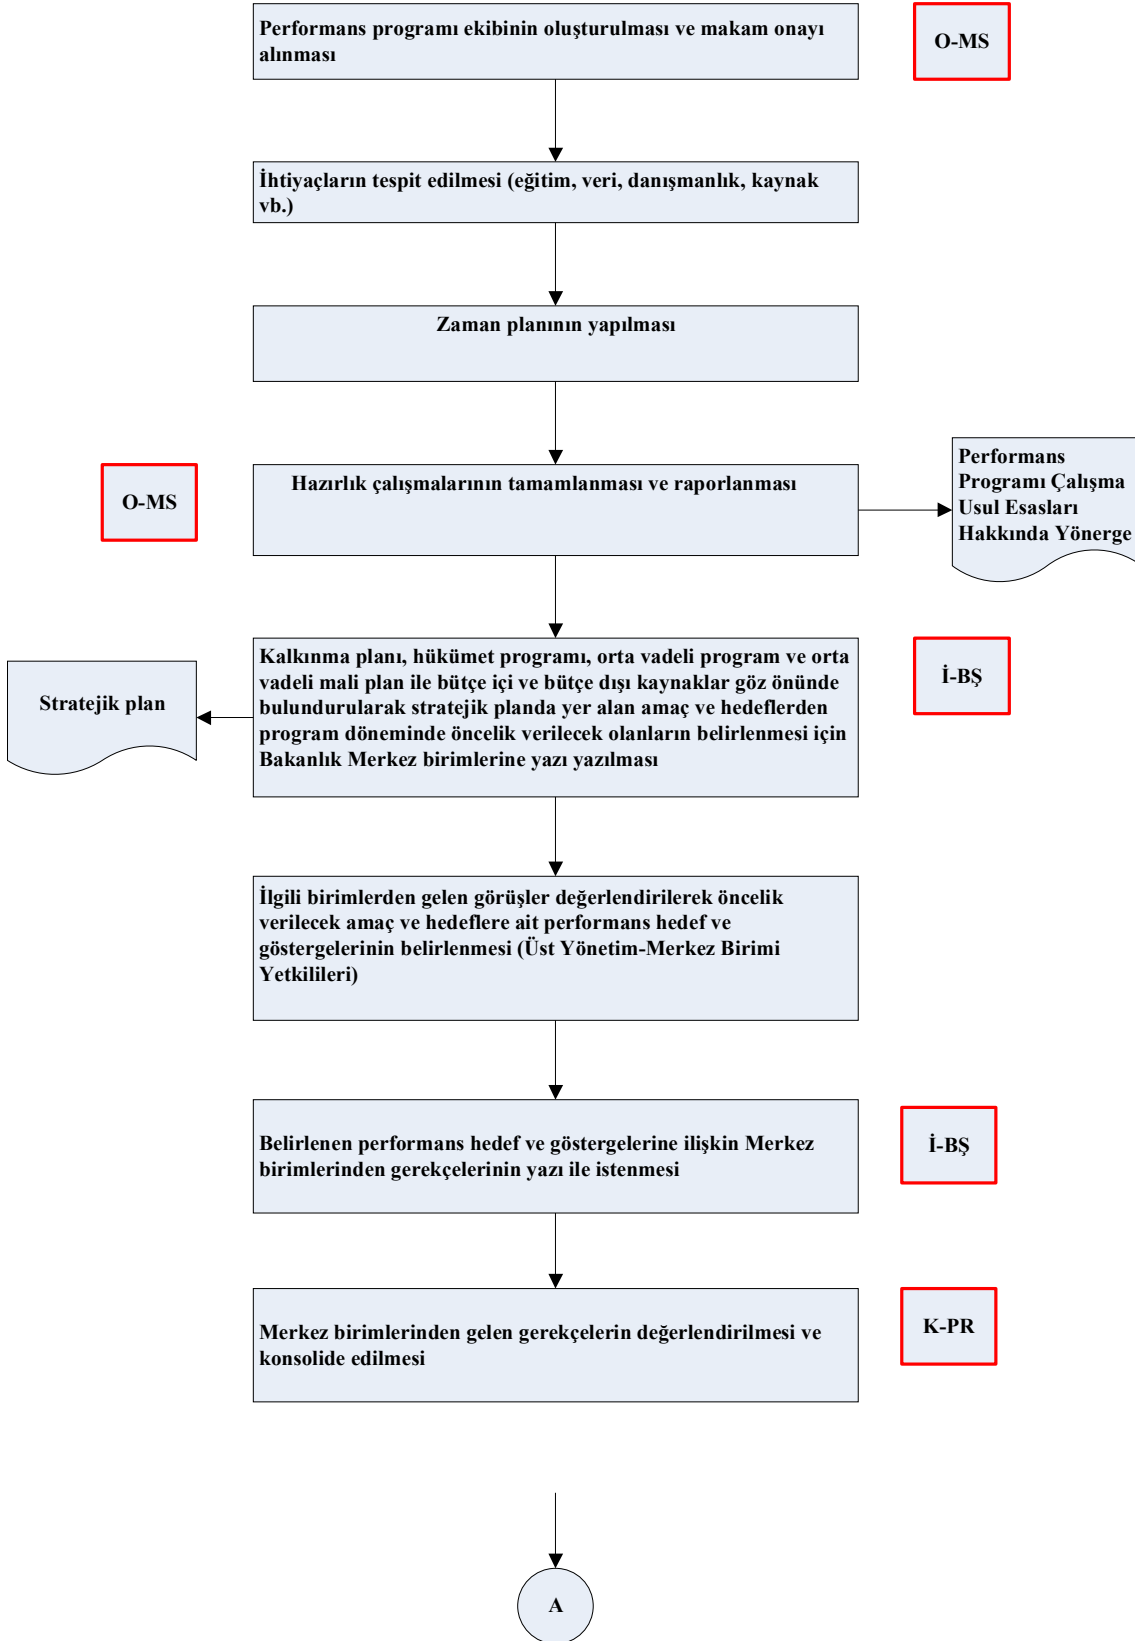 Performans programı ekibinin oluşturulması ve makam onayı
alınması
O-MS
İhtiyaçların tespit edilmesi (eğitim, veri, danışmanlık, kaynak
vb.)
Zaman planının yapılması
O-MS
Hazırlık çalışmalarının tamamlanması ve raporlanması
Performans
Programı Çalışma
Usul Esasları
Hakkında Yönerge
Stratejik plan
Kalkınma planı, hükümet programı, orta vadeli program ve orta
vadeli mali plan ile bütçe içi ve bütçe dışı kaynaklar göz önünde
bulundurularak stratejik planda yer alan amaç ve hedeflerden
program döneminde öncelik verilecek olanların belirlenmesi için
Bakanlık Merkez birimlerine yazı yazılması
İ-BŞ
İlgili birimlerden gelen görüşler değerlendirilerek öncelik
verilecek amaç ve hedeflere ait performans hedef ve
göstergelerinin belirlenmesi (Üst Yönetim-Merkez Birimi
Yetkilileri)
Belirlenen performans hedef ve göstergelerine ilişkin Merkez
birimlerinden gerekçelerinin yazı ile istenmesi
İ-BŞ
Merkez birimlerinden gelen gerekçelerin değerlendirilmesi ve
konsolide edilmesi
K-PR
A